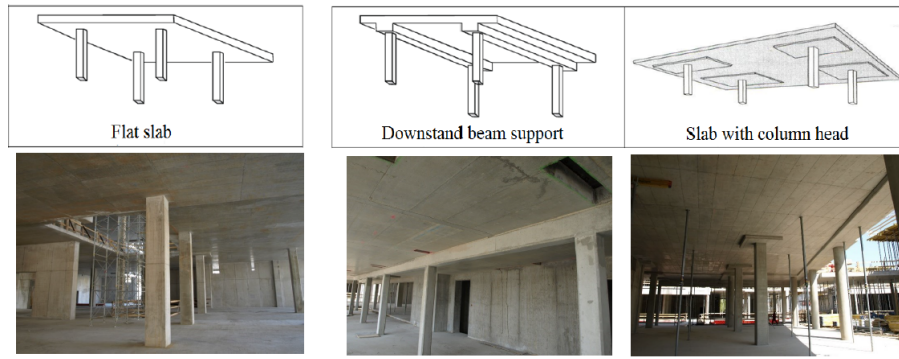 Flat slab
Downstand beam support
Slab with column head